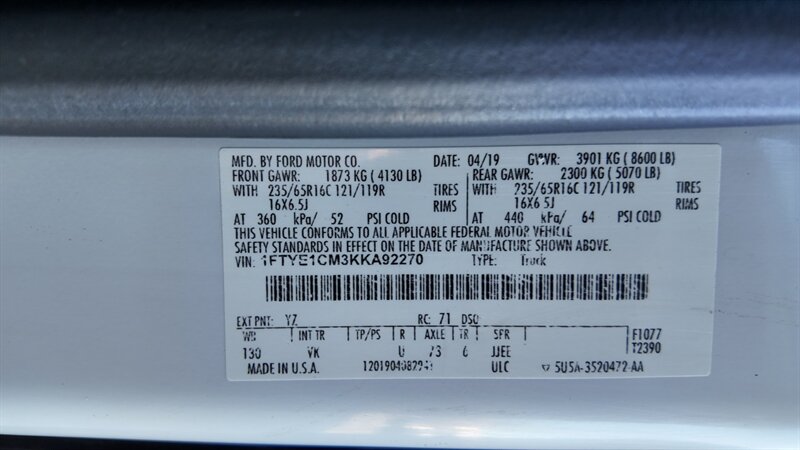 MFD. BY FORD MOTOR CO. DATE: 04/19 GVWR: 3901 KG ( 8600 LB)
FRONT GAWR: 1873 KG ( 4130 LB) REAR GAWR: 2300 KG ( 5070 LB)
WITH 235/65R16C 121/119R TIRES WITH 235/65R16C 121/119R TIRES
16X6.5J RIMS 16X6.5J RIMS
AT 360 kPa/ 52 PSI COLD AT 440 kPa/ 64 PSI COLD
THIS VEHICLE CONFORMS TO ALL APPLICABLE FEDERAL MOTOR VEHICLE
SAFETY STANDARDS IN EFFECT ON THE DATE OF MANUFACTURE SHOWN ABOVE.
VIN: 1FTYE1CM3KKA92270 TYPE: Truck
EXT PNT: YZ RC: 71 DSO:
WB INT TR TP/PS R AXLE TR SPR F1077
130 VK 73 6 JJEE T2390
MADE IN U.S.A. ULC 5U5A-3520472-AA